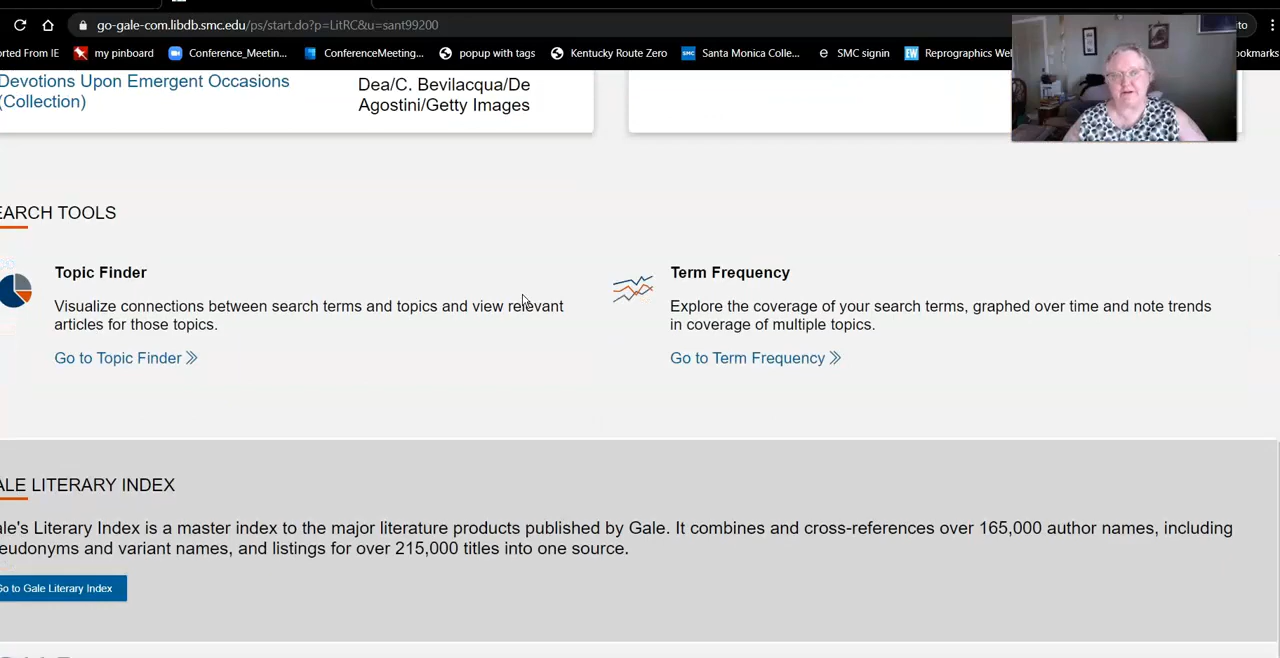 go-gale-com.libdb.smc.edu/ps/start.do?p=LitRC&u=sant99200
orted From IE my pinboard Conference_Meetin... ConferenceMeeting... popup with tags Kentucky Route Zero SMC Santa Monica Colle... e SMC signin EW Reprographics Wel ookmarks
Devotions Upon Emergent Occasions
(Collection)
Dea/C. Bevilacqua/De
Agostini/Getty Images
EARCH TOOLS
Topic Finder
Visualize connections between search terms and topics and view relevant
articles for those topics.
Go to Topic Finder
Term Frequency
Explore the coverage of your search terms, graphed over time and note trends
in coverage of multiple topics.
Go to Term Frequency
ALE LITERARY INDEX
ale's Literary Index is a master index to the major literature products published by Gale. It combines and cross-references over 165,000 author names, including
eudonyms and variant names, and listings for over 215,000 titles into one source.
Go to Gale Literary Index